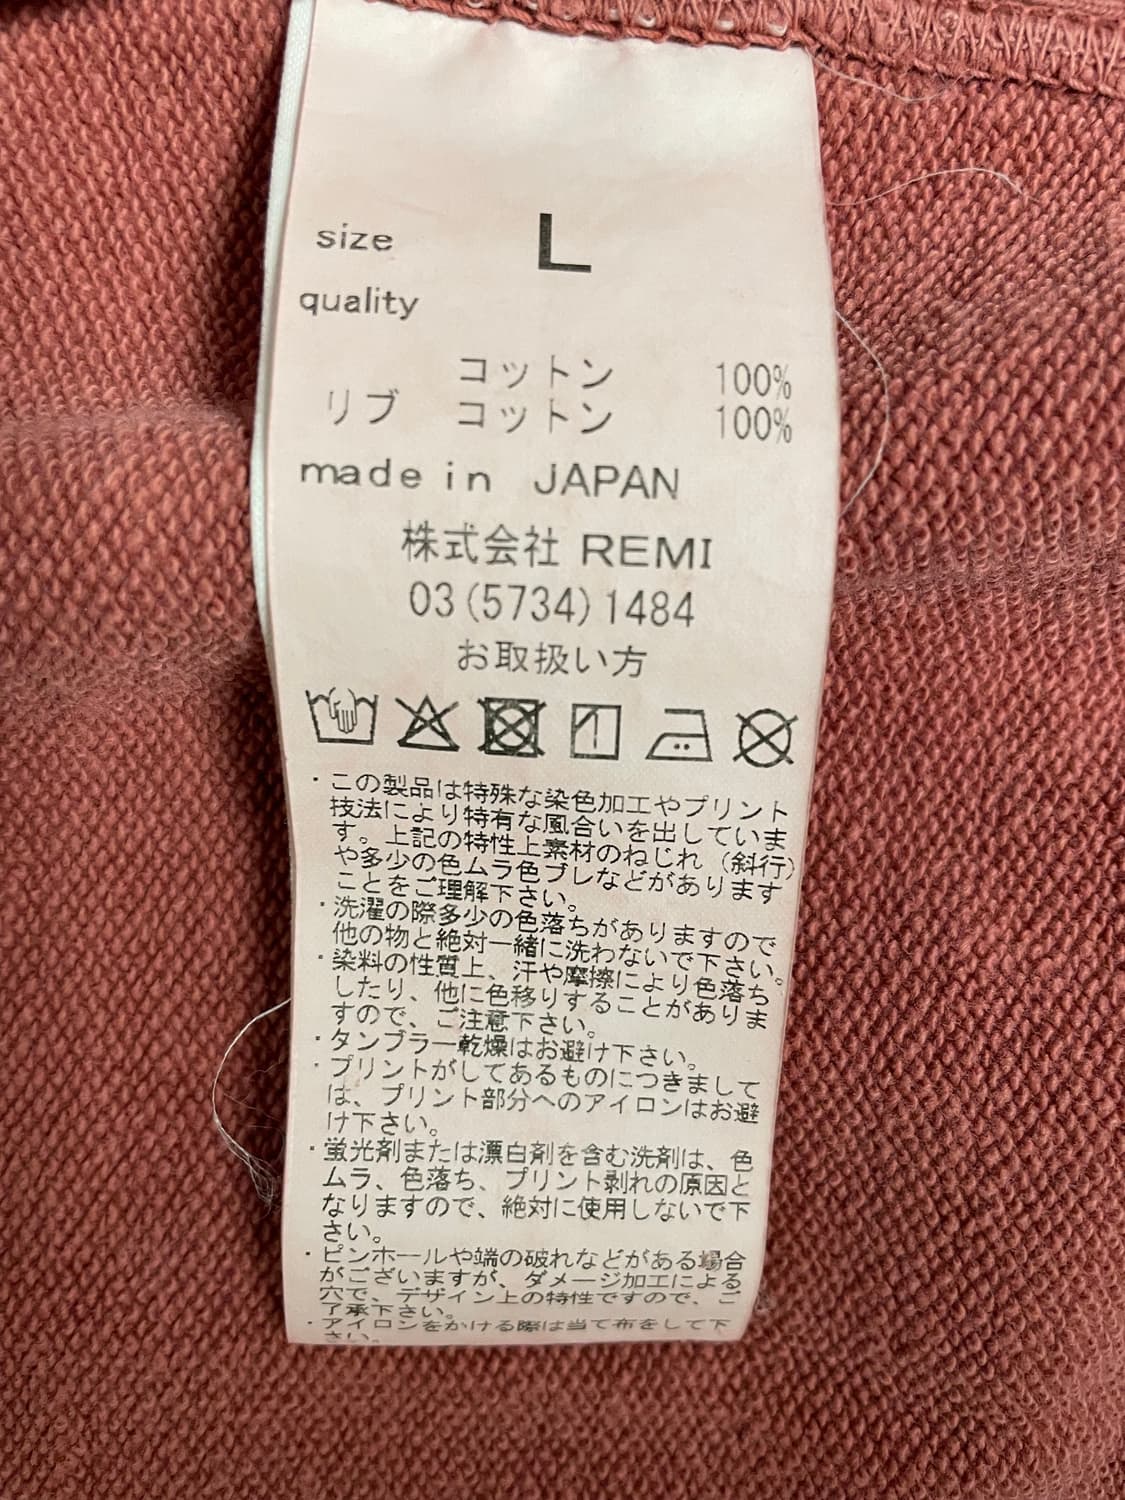 size L
quality
コットン 100%
リブ コットン 100%
made in JAPAN
株式会社 REMI
03(5734)1484
お取扱い方
・この製品は特殊な染色加工やプリント
技法により特有な風合いを出していま
す。上記の特性上素材のねじれ（斜行）
や多少の色ムラ色ブレなどがあります
ことをご理解下さい。
・洗濯の際多少の色落ちがありますので
他の物と絶対一緒に洗わないで下さい。
・染料の性質上、汗や摩擦により色落ち
したり、他に色移りすることがありま
すので、ご注意下さい。
・タンブラー乾燥はお避け下さい。
・プリントがしてあるものにつきまして
は、プリント部分へのアイロンはお避
け下さい。
・蛍光剤または漂白剤を含む洗剤は、色
ムラ、色落ち、プリント剥れの原因と
なりますので、絶対に使用しないで下
さい。
・ピンホールや端の破れなどがある場合
がございますが、ダメージ加工による
穴で、デザイン上の特性ですので、ご
了承下さい。
・アイロンをかける際は当て布をして下
さい。